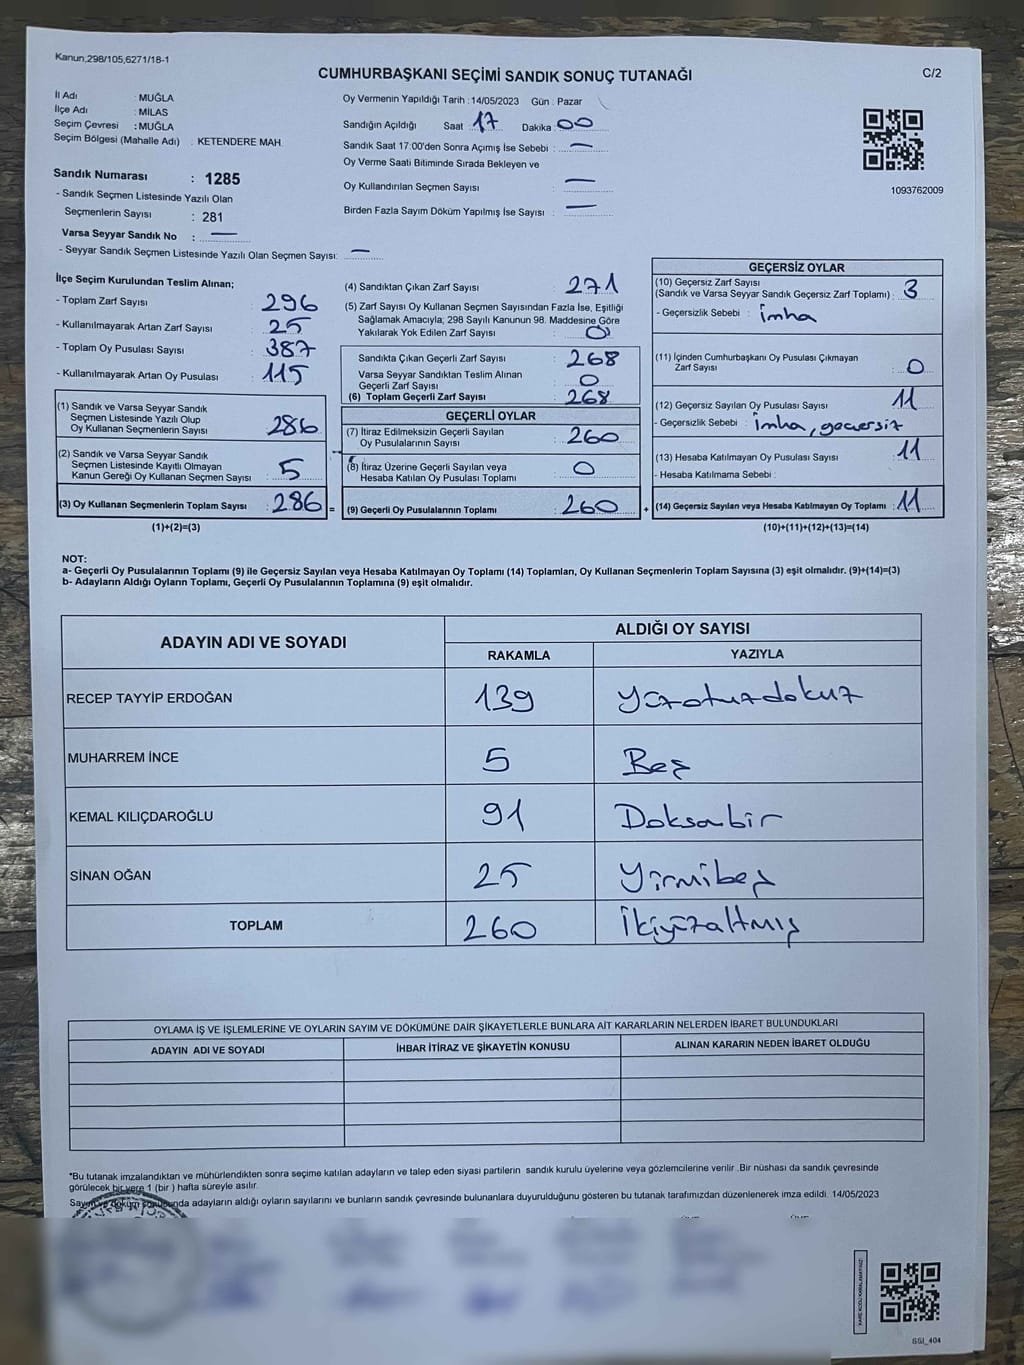 Kanun,298/105,6271/18-1
CUMHURBAŞKANI SEÇİMİ SANDIK SONUÇ TUTANAĞI
C/2
İl Adı : MUĞLA
İlçe Adı : MİLAS
Seçim Çevresi : MUĞLA
Seçim Bölgesi (Mahalle Adı) : KETENDERE MAH.
Sandık Numarası : 1285
- Sandık Seçmen Listesinde Yazılı Olan
Seçmenlerin Sayısı : 281
Varsa Seyyar Sandık No : —
- Seyyar Sandık Seçmen Listesinde Yazılı Olan Seçmen Sayısı: —
Oy Vermenin Yapıldığı Tarih : 14/05/2023 Gün : Pazar
Sandığın Açıldığı Saat 17 Dakika : 00
Sandık Saat 17:00'den Sonra Açımış İse Sebebi : —
Oy Verme Saati Bitiminde Sırada Bekleyen ve
Oy Kullandırılan Seçmen Sayısı : —
Birden Fazla Sayım Döküm Yapılmış İse Sayısı : —
1093762009
İlçe Seçim Kurulundan Teslim Alınan;
- Toplam Zarf Sayısı : 296
- Kullanılmayarak Artan Zarf Sayısı : 25
- Toplam Oy Pusulası Sayısı : 387
- Kullanılmayarak Artan Oy Pusulası : 115
(1) Sandık ve Varsa Seyyar Sandık
Seçmen Listesinde Yazılı Olup
Oy Kullanan Seçmenlerin Sayısı : 286
(2) Sandık ve Varsa Seyyar Sandık
Seçmen Listesinde Kayıtlı Olmayan
Kanun Gereği Oy Kullanan Seçmen Sayısı : 5
(3) Oy Kullanan Seçmenlerin Toplam Sayısı : 286 =
(1)+(2)=(3)
(4) Sandıktan Çıkan Zarf Sayısı : 271
(5) Zarf Sayısı Oy Kullanan Seçmen Sayısından Fazla İse, Eşitliği
Sağlamak Amacıyla; 298 Sayılı Kanunun 98. Maddesine Göre
Yakılarak Yok Edilen Zarf Sayısı : 0
Sandıkta Çıkan Geçerli Zarf Sayısı : 268
Varsa Seyyar Sandıktan Teslim Alınan
Geçerli Zarf Sayısı : 0
(6) Toplam Geçerli Zarf Sayısı : 268
GEÇERLİ OYLAR
(7) İtiraz Edilmeksizin Geçerli Sayılan
Oy Pusulalarının Sayısı : 260
(8) İtiraz Üzerine Geçerli Sayılan veya
Hesaba Katılan Oy Pusulası Toplamı : 0
(9) Geçerli Oy Pusulalarının Toplamı : 260 +
GEÇERSİZ OYLAR
(10) Geçersiz Zarf Sayısı
(Sandık ve Varsa Seyyar Sandık Geçersiz Zarf Toplamı) : 3
- Geçersizlik Sebebi : imha
(11) İçinden Cumhurbaşkanı Oy Pusulası Çıkmayan
Zarf Sayısı : 0
(12) Geçersiz Sayılan Oy Pusulası Sayısı : 11
- Geçersizlik Sebebi : imha, geçersiz
(13) Hesaba Katılmayan Oy Pusulası Sayısı : 11
- Hesaba Katılmama Sebebi :
(14) Geçersiz Sayılan veya Hesaba Katılmayan Oy Toplamı : 11
(10)+(11)+(12)+(13)=(14)
NOT:
a- Geçerli Oy Pusulalarının Toplamı (9) ile Geçersiz Sayılan veya Hesaba Katılmayan Oy Toplamı (14) Toplamları, Oy Kullanan Seçmenlerin Toplam Sayısına (3) eşit olmalıdır. (9)+(14)=(3)
b- Adayların Aldığı Oyların Toplamı, Geçerli Oy Pusulalarının Toplamına (9) eşit olmalıdır.
ADAYIN ADI VE SOYADI
ALDIĞI OY SAYISI
RAKAMLA YAZIYLA
RECEP TAYYİP ERDOĞAN 139 Yüzotuzdokuz
MUHARREM İNCE 5 Beş
KEMAL KILIÇDAROĞLU 91 Doksanbir
SİNAN OĞAN 25 Yirmibeş
TOPLAM 260 İkiyüzaltmış
OYLAMA İŞ VE İŞLEMLERİNE VE OYLARIN SAYIM VE DÖKÜMÜNE DAİR ŞİKAYETLERLE BUNLARA AİT KARARLARIN NELERDEN İBARET BULUNDUKLARI
ADAYIN ADI VE SOYADI İHBAR İTİRAZ VE ŞİKAYETİN KONUSU ALINAN KARARIN NEDEN İBARET OLDUĞU
*Bu tutanak imzalandıktan ve mühürlendikten sonra seçime katılan adayların ve talep eden siyasi partilerin sandık kurulu üyelerine veya gözlemcilerine verilir .Bir nüshası da sandık çevresinde
görülecek bir yere 1 (bir ) hafta süreyle asılır.
Sayım ve döküm sonunda adayların aldığı oyların sayılarını ve bunların sandık çevresinde bulunanlara duyurulduğunu gösteren bu tutanak tarafımızdan düzenlenerek imza edildi. 14/05/2023
SSI_404